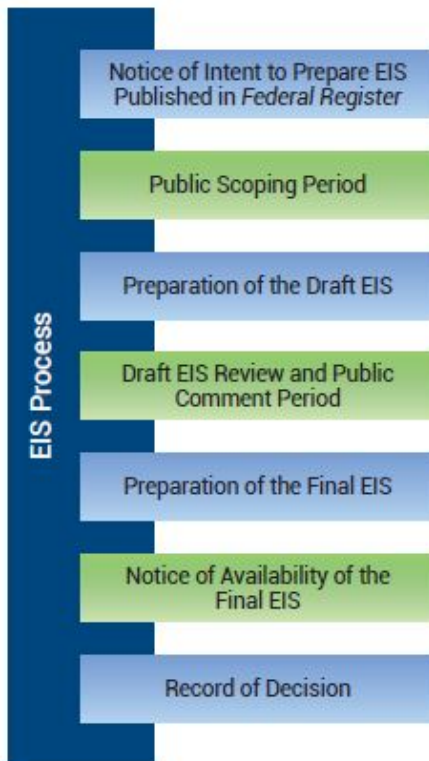 EIS Process
Notice of Intent to Prepare EIS
Published in Federal Register
Public Scoping Period
Preparation of the Draft EIS
Draft EIS Review and Public
Comment Period
Preparation of the Final EIS
Notice of Availability of the
Final EIS
Record of Decision